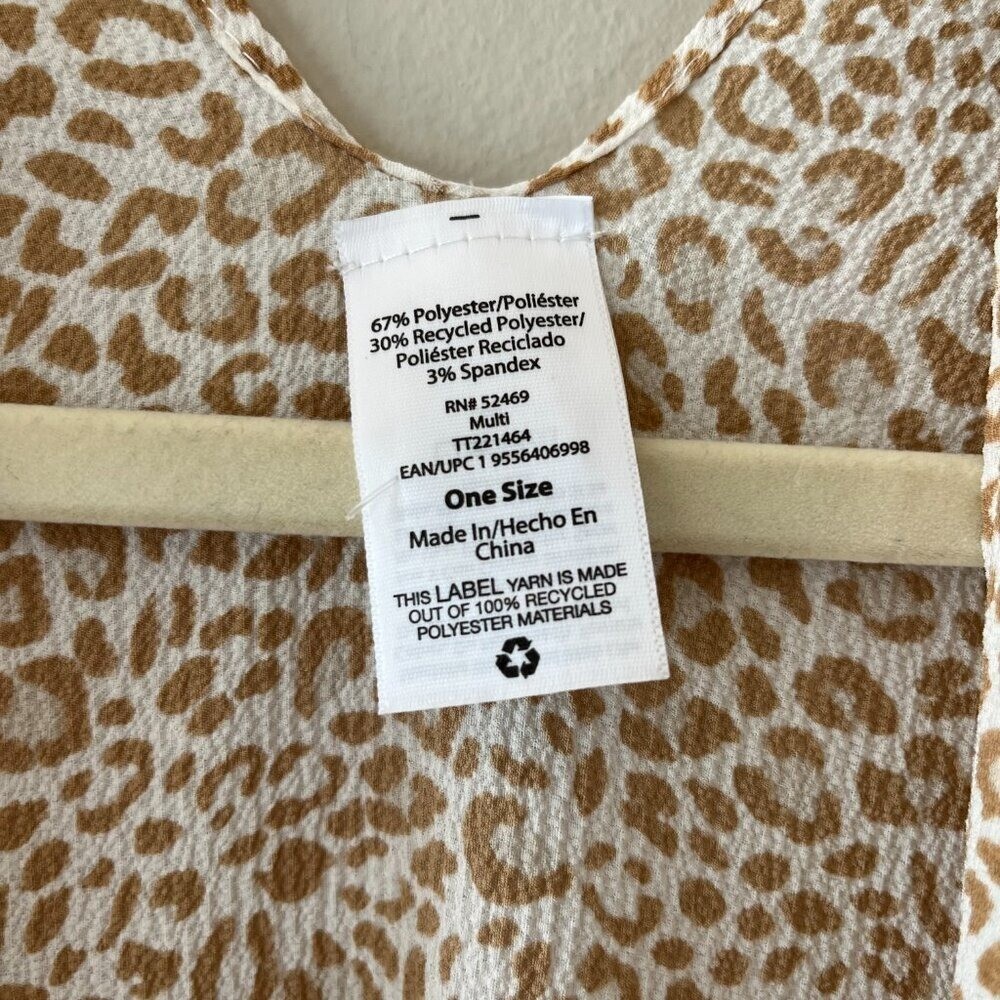 67% Polyester/Poliéster
30% Recycled Polyester/
Poliéster Reciclado
3% Spandex
RN# 52469
Multi
TT221464
EAN/UPC 1 9556406998
One Size
Made In/Hecho En
China
THIS LABEL YARN IS MADE
OUT OF 100% RECYCLED
POLYESTER MATERIALS